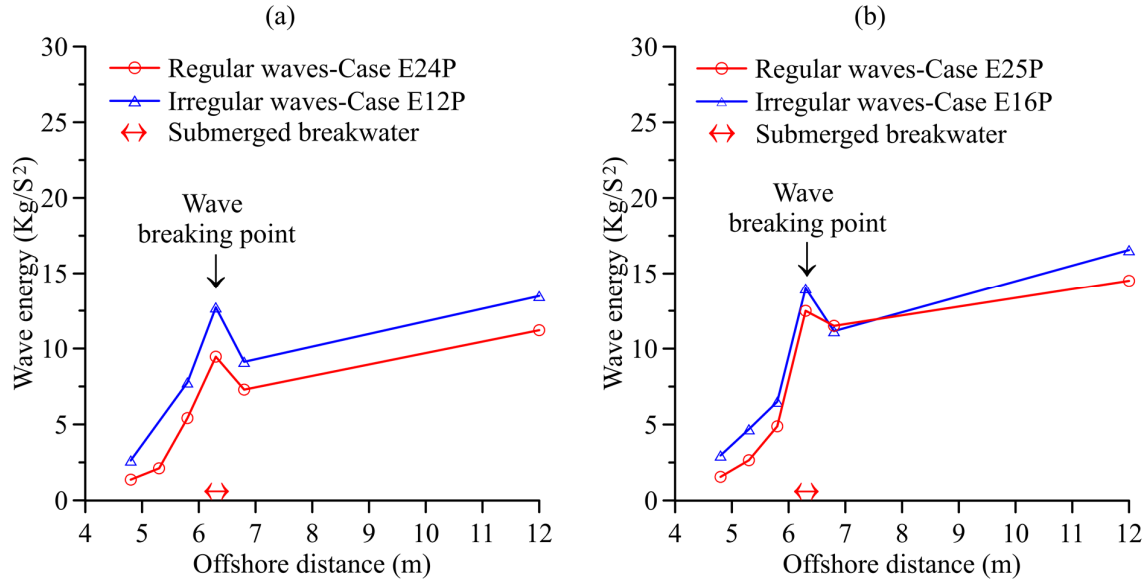 (a)
30
25
20
15
10
5
0
Wave energy (Kg/S²)
Regular waves-Case E24P
Irregular waves-Case E12P
Submerged breakwater
Wave
breaking point
4 5 6 7 8 9 10 11 12
Offshore distance (m)
(b)
30
25
20
15
10
5
0
Wave energy (Kg/S²)
Regular waves-Case E25P
Irregular waves-Case E16P
Submerged breakwater
Wave
breaking point
4 5 6 7 8 9 10 11 12
Offshore distance (m)